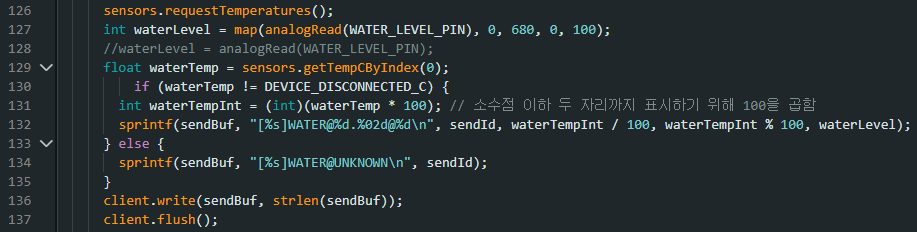 126 sensors.requestTemperatures();
127 int waterLevel = map(analogRead(WATER_LEVEL_PIN), 0, 680, 0, 100);
128 //waterLevel = analogRead(WATER_LEVEL_PIN);
129 float waterTemp = sensors.getTempCByIndex(0);
130 if (waterTemp != DEVICE_DISCONNECTED_C) {
131 int waterTempInt = (int)(waterTemp * 100); // 소수점 이하 두 자리까지 표시하기 위해 100을 곱함
132 sprintf(sendBuf, "[%s]WATER@%d.%02d@%d\n", sendId, waterTempInt / 100, waterTempInt % 100, waterLevel);
133 } else {
134 sprintf(sendBuf, "[%s]WATER@UNKNOWN\n", sendId);
135 }
136 client.write(sendBuf, strlen(sendBuf));
137 client.flush();